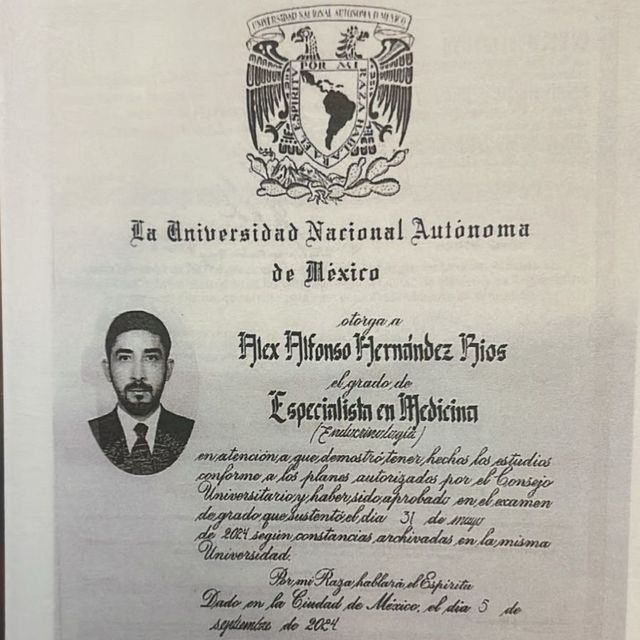 UNIVERSIDAD NACIONAL AUTÓNOMA D MEXICO
POR MI RAZA HABLARA EL ESPIRITU
La Universidad Nacional Autónoma
de México
otorga a
Alex Alfonso Hernández Rios
el grado de
Especialista en Medicina
(Endocrinología)
en atención a que demostró tener hechos los estudios
conforme a los planes autorizados por el Consejo
Universitario y haber sido aprobado en el examen
de grado que sustentó el día 31 de mayo
de 2024 según constancias archivadas en la misma
Universidad.
Por mi Raza hablará el Espíritu
Dado en la Ciudad de México, el día 5 de
septiembre de 2024